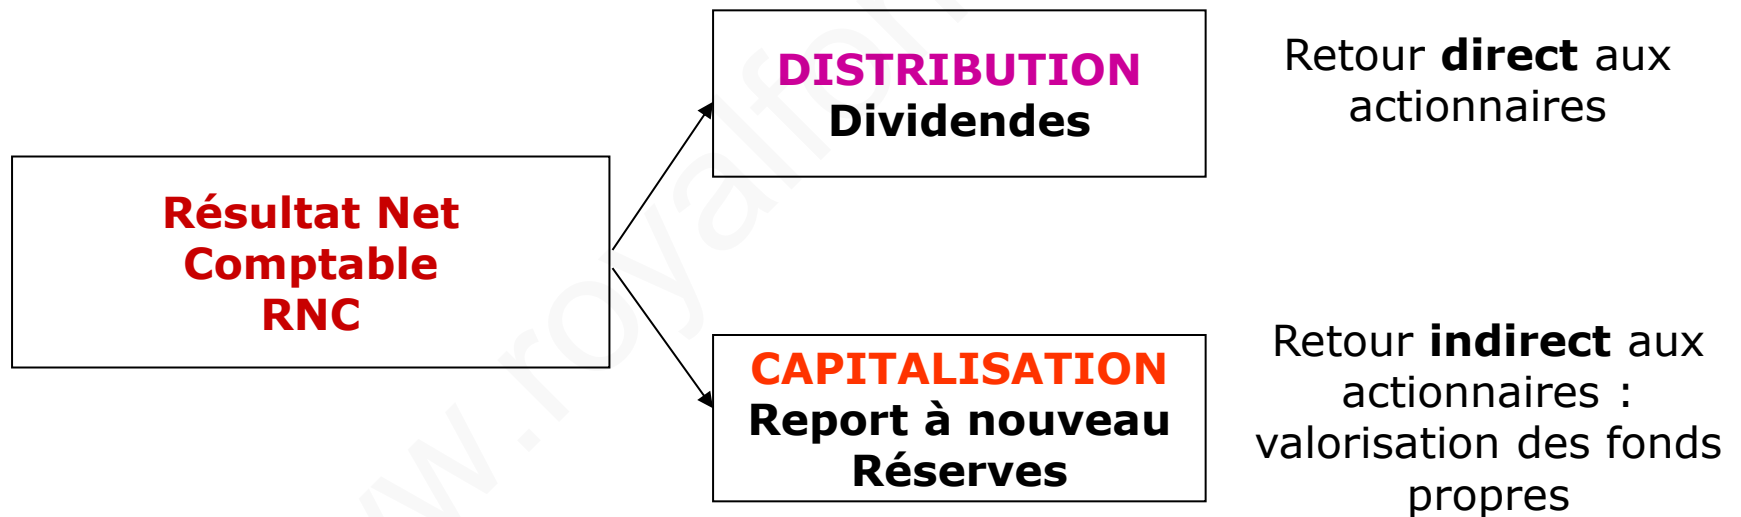 Résultat Net
Comptable
RNC
DISTRIBUTION
Dividendes
Retour direct aux
actionnaires
CAPITALISATION
Report à nouveau
Réserves
Retour indirect aux
actionnaires :
valorisation des fonds
propres